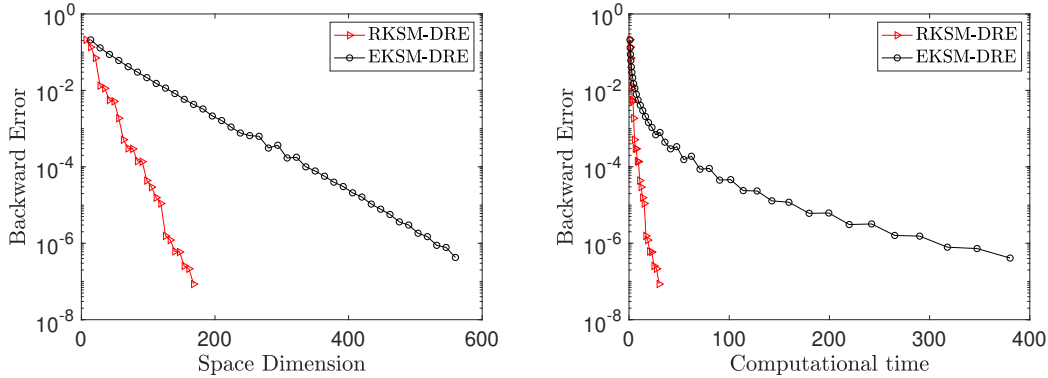 10^0
10^-2
10^-4
10^-6
10^-8
Backward Error
0
200
400
600
Space Dimension
RKSM-DRE
EKSM-DRE
10^0
10^-2
10^-4
10^-6
10^-8
Backward Error
0
100
200
300
400
Computational time
RKSM-DRE
EKSM-DRE